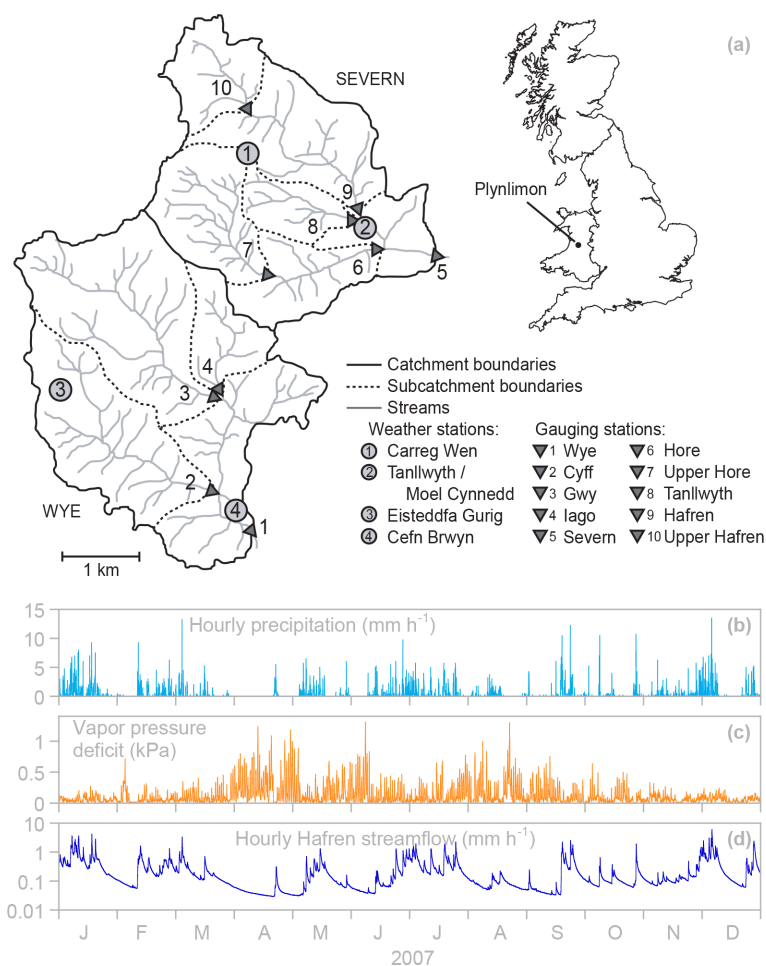 (a)
SEVERN
10
1
9
Plynlimon
8
2
7
6
5
4
3
3
Catchment boundaries
Subcatchment boundaries
Streams
Weather stations:
1 Carreg Wen
2 Tanllwyth /
Moel Cynnedd
3 Eisteddfa Gurig
4 Cefn Brwyn
Gauging stations:
1 Wye
2 Cyff
3 Gwy
4 Iago
5 Severn
6 Hore
7 Upper Hore
8 Tanllwyth
9 Hafren
10 Upper Hafren
2
WYE
4
1
1 km
15
Hourly precipitation (mm h-1)
(b)
10
5
0
Vapor pressure
deficit (kPa)
(c)
1
0.5
0
10
Hourly Hafren streamflow (mm h-1)
(d)
1
0.1
0.01
J F M A M J J A S O N D
2007